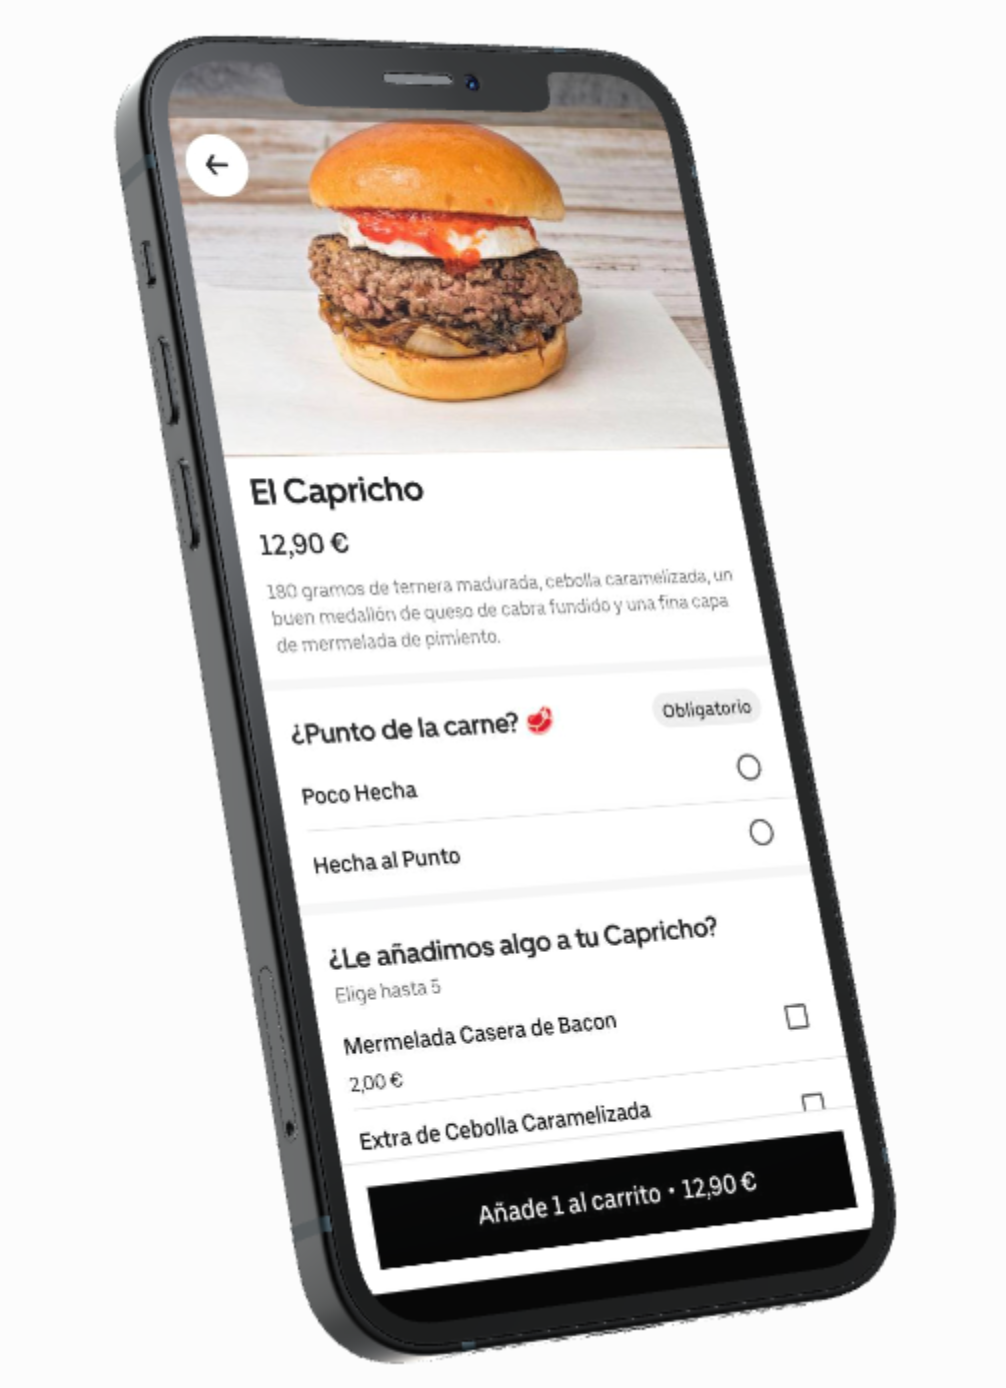 El Capricho
12,90 €
180 gramos de ternera madurada, cebolla caramelizada, un
buen medallón de queso de cabra fundido y una fina capa
de mermelada de pimiento.
¿Punto de la carne? 🥩
Obligatorio
Poco Hecha
Hecha al Punto
¿Le añadimos algo a tu Capricho?
Elige hasta 5
Mermelada Casera de Bacon
2,00 €
Extra de Cebolla Caramelizada
Añade 1 al carrito • 12,90 €